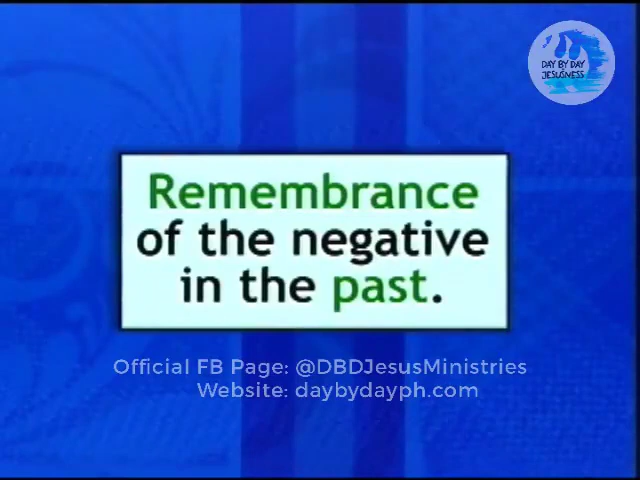 DAY BY DAY
JESUSNESS
Remembrance
of the negative
in the past.
Official FB Page: @DBDJesusMinistries
Website: daybydayph.com